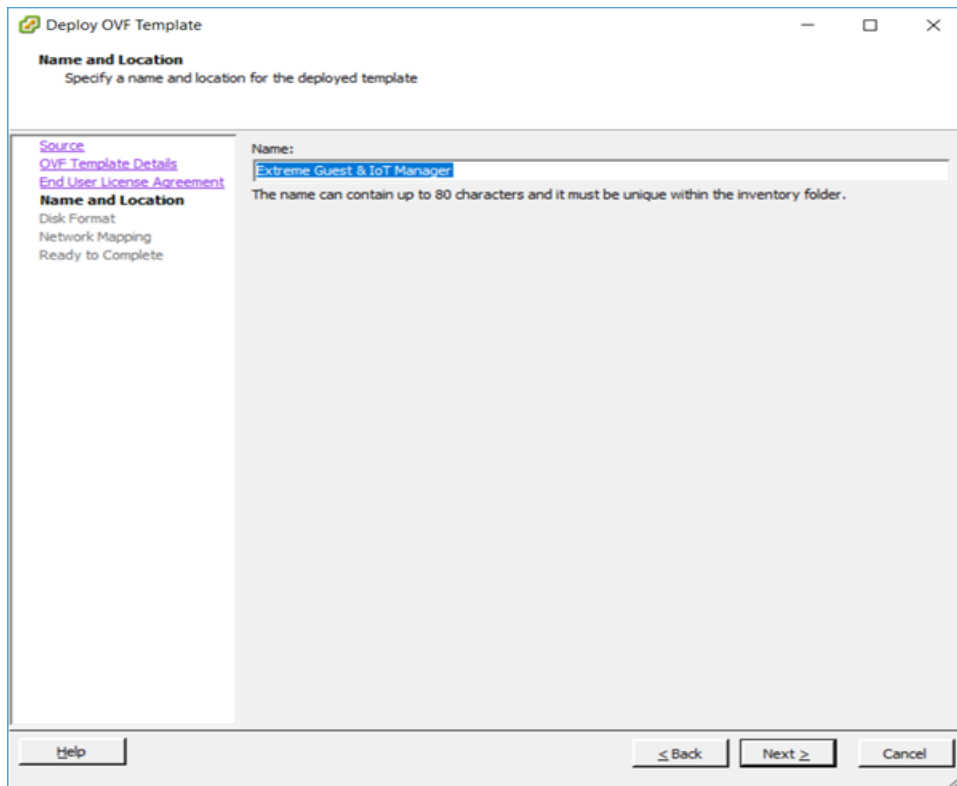 Deploy OVF Template
Name and Location
Specify a name and location for the deployed template
Source
OVF Template Details
End User License Agreement
Name and Location
Disk Format
Network Mapping
Ready to Complete
Name:
Extreme Guest & IoT Manager
The name can contain up to 80 characters and it must be unique within the inventory folder.
Help
< Back
Next >
Cancel